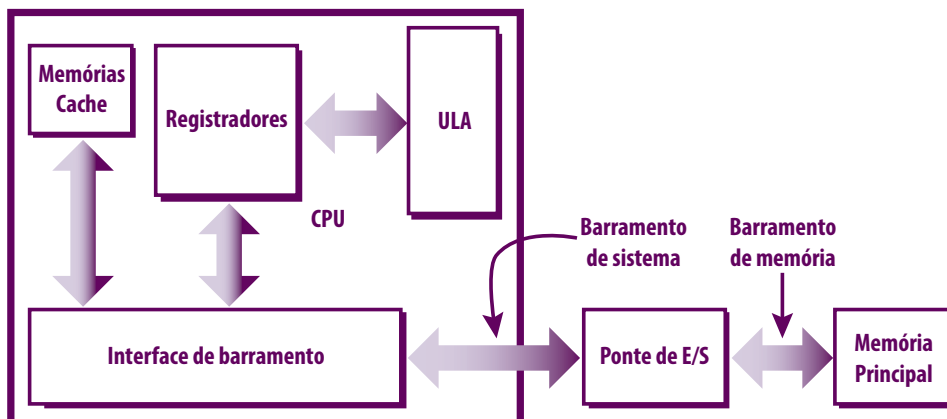 Memórias
Cache
Registradores
ULA
CPU
Barramento
de sistema
Barramento
de memória
Interface de barramento
Ponte de E/S
Memória
Principal